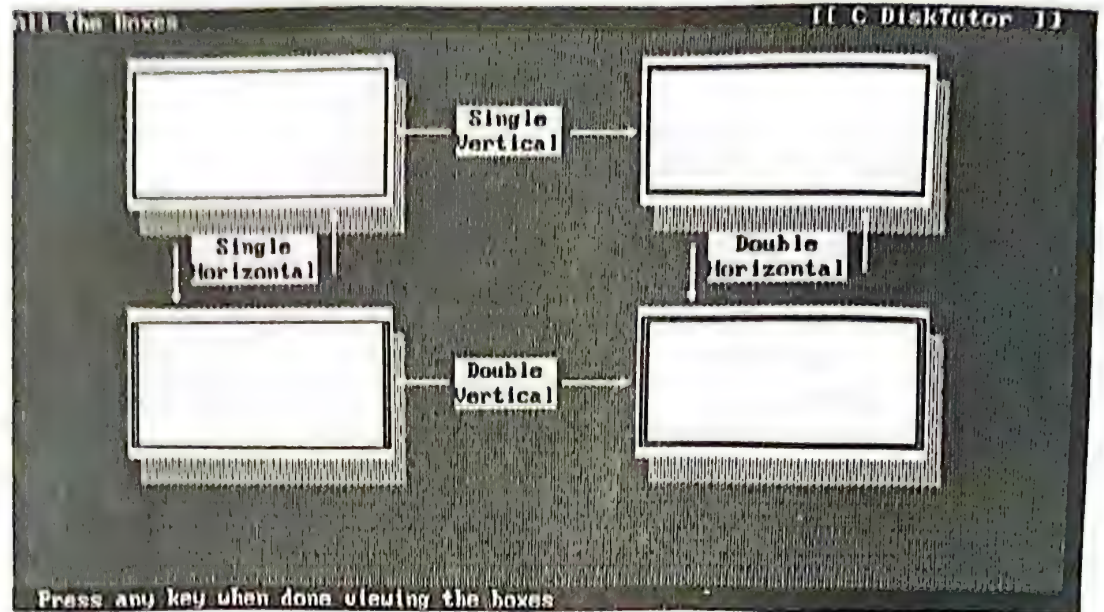 All the boxes
[[ C DiskTutor ]]
Single
Vertical
Single
Horizontal
Double
Horizontal
Double
Vertical
Press any key when done viewing the boxes